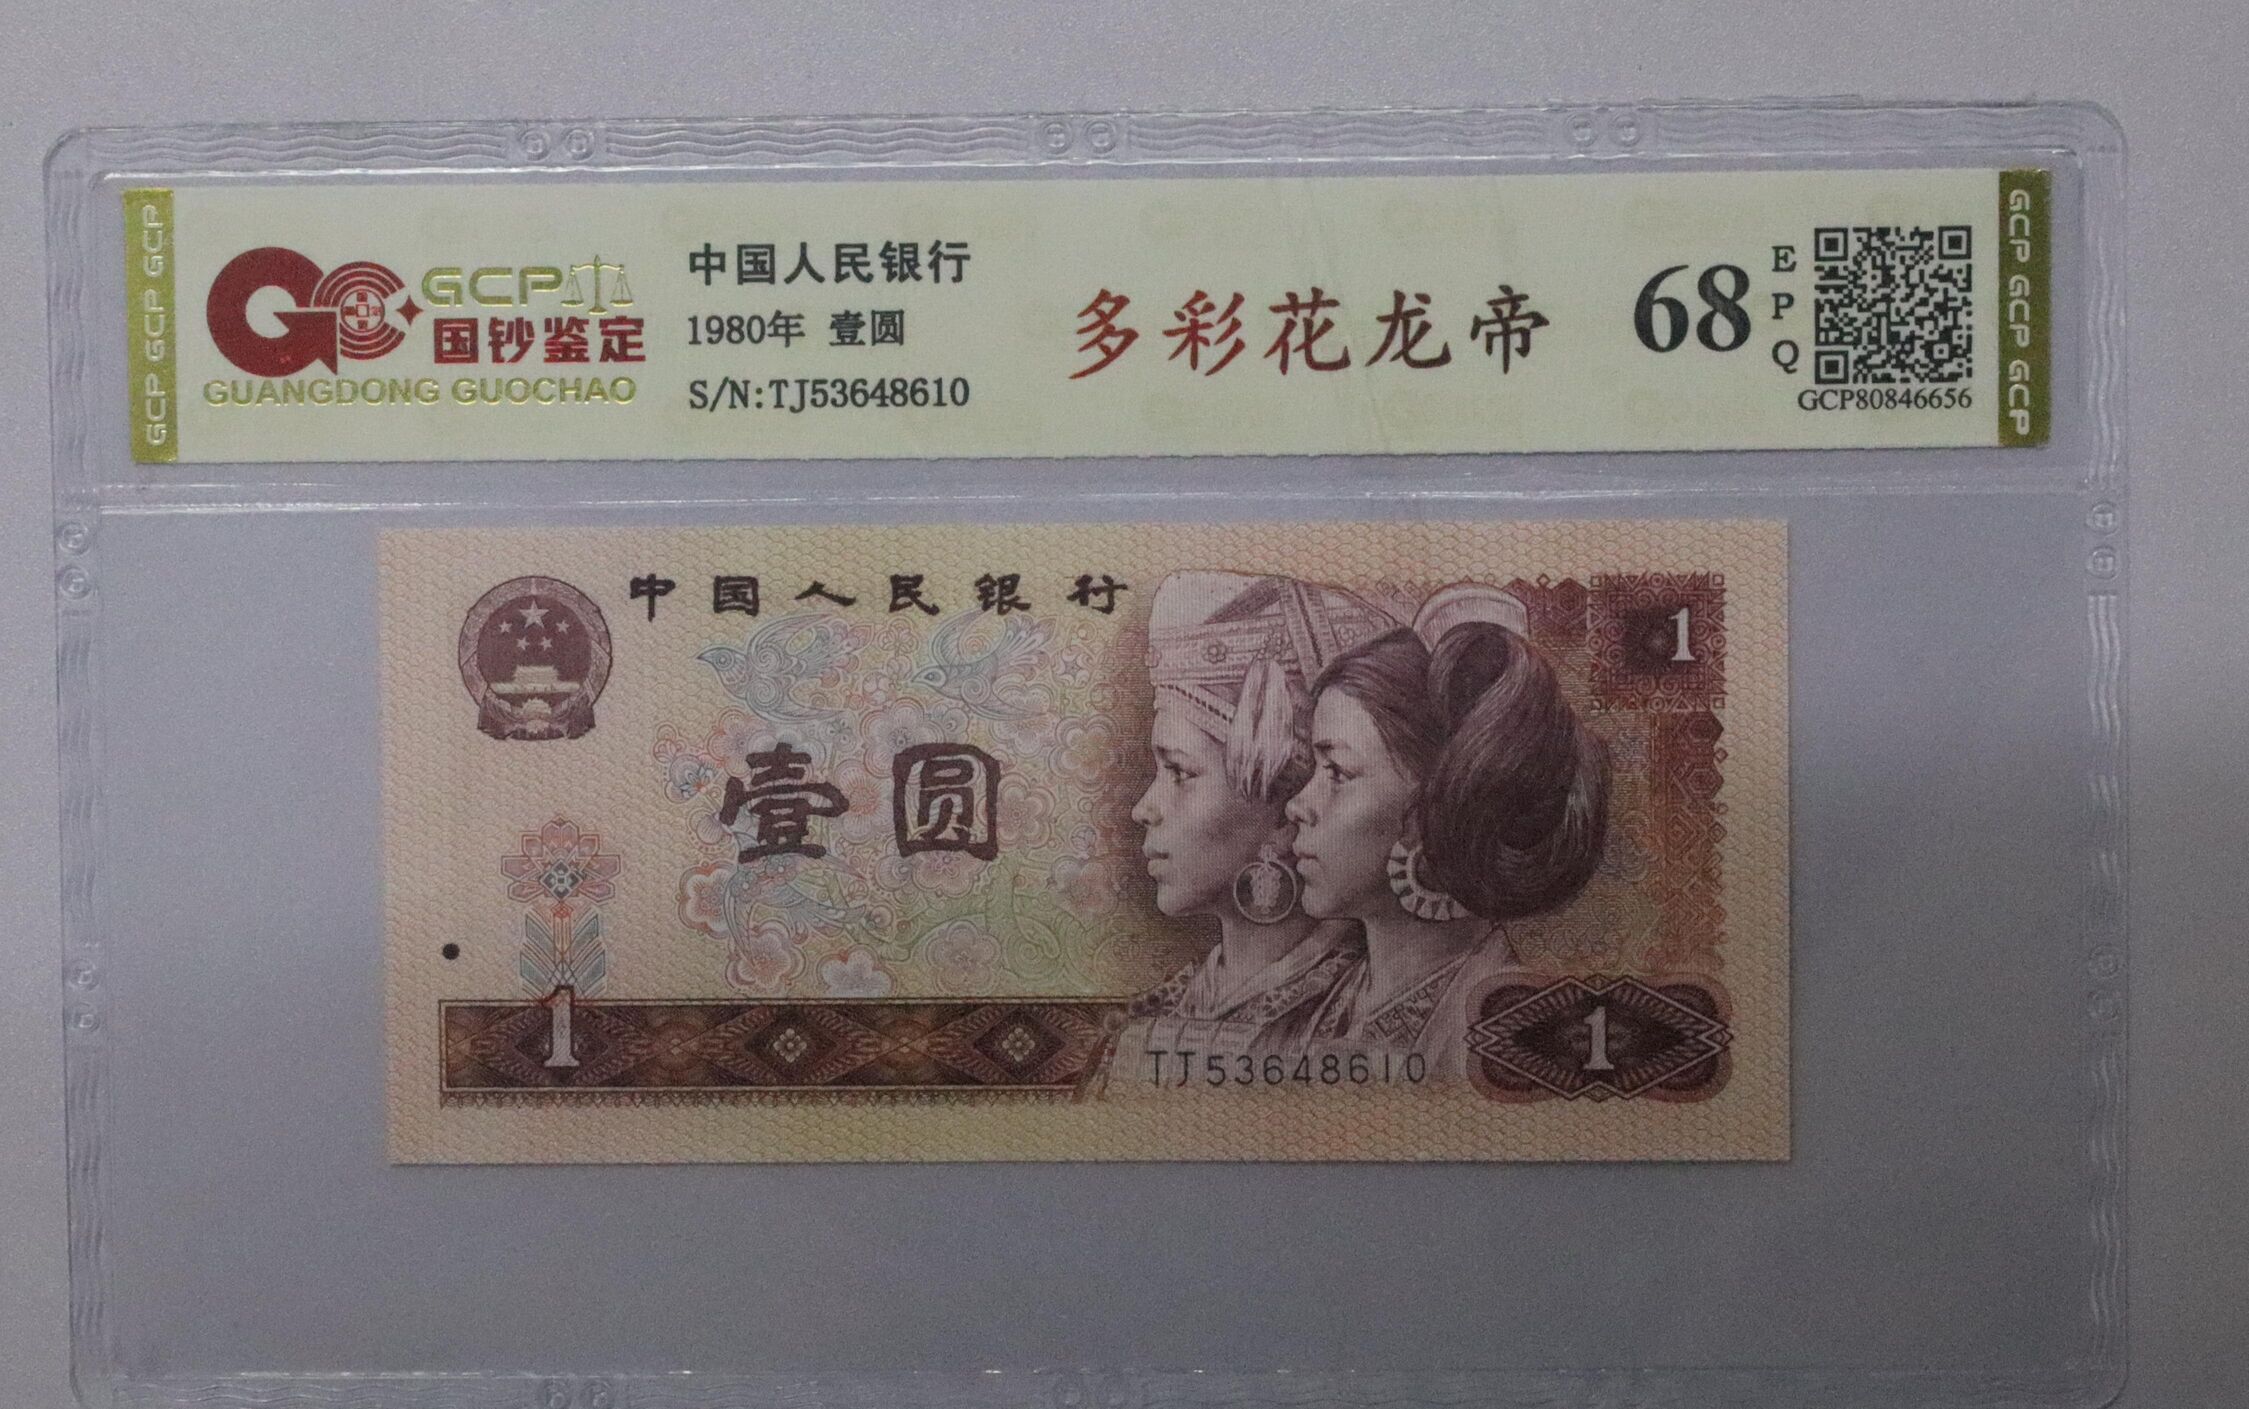 GCP GCP GCP
GCP
国钞鉴定
GUANGDONG GUOCHAO
中国人民银行
1980年 壹圆
S/N:TJ53648610
多彩花龙帝
68
EPQ
GCP80846656
GCP GCP GCP
中国人民银行
1
壹圆
1
TJ53648610
1